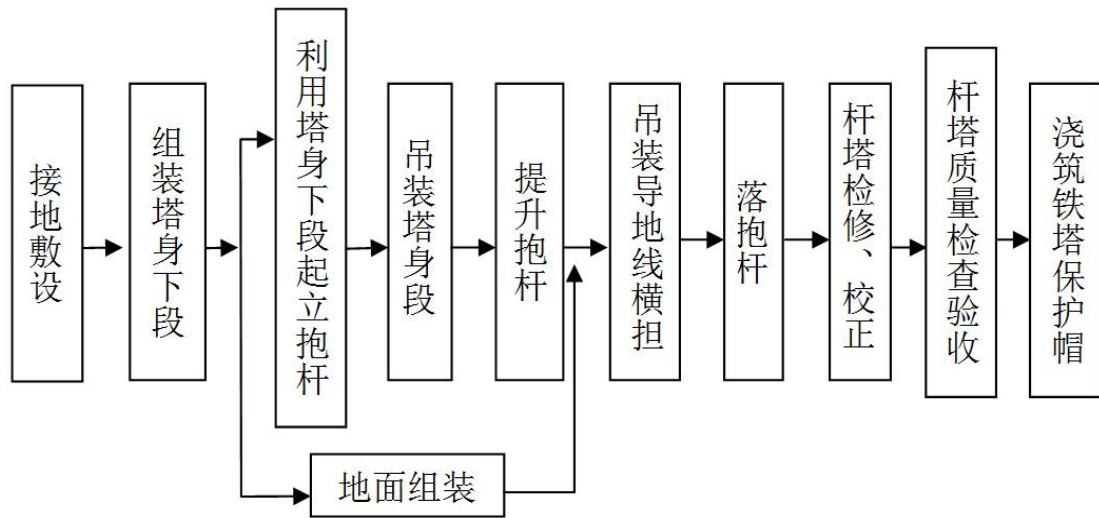 接地敷设
组装塔身下段
利用塔身下段起立抱杆
吊装塔身段
提升抱杆
吊装导地线横担
落抱杆
杆塔检修、校正
杆塔质量检查验收
浇筑铁塔保护帽
地面组装